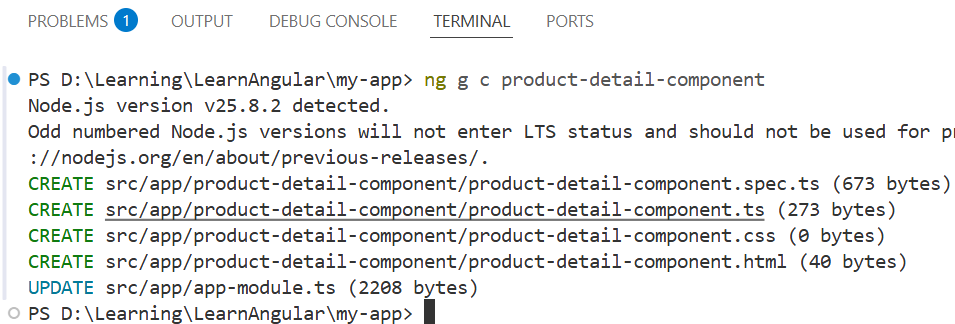 PROBLEMS 1 OUTPUT DEBUG CONSOLE TERMINAL PORTS
PS D:\Learning\LearnAngular\my-app> ng g c product-detail-component
Node.js version v25.8.2 detected.
Odd numbered Node.js versions will not enter LTS status and should not be used for
://nodejs.org/en/about/previous-releases/.
CREATE src/app/product-detail-component/product-detail-component.spec.ts (673 bytes)
CREATE src/app/product-detail-component/product-detail-component.ts (273 bytes)
CREATE src/app/product-detail-component/product-detail-component.css (0 bytes)
CREATE src/app/product-detail-component/product-detail-component.html (40 bytes)
UPDATE src/app/app-module.ts (2208 bytes)
PS D:\Learning\LearnAngular\my-app>